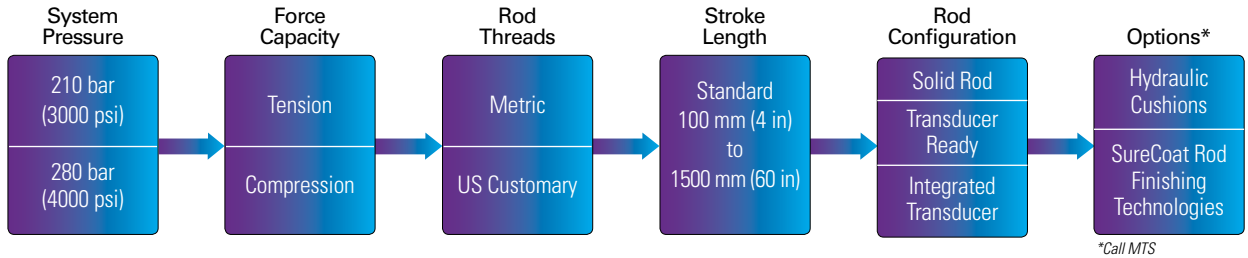 System
Pressure
210 bar
(3000 psi)
280 bar
(4000 psi)
Force
Capacity
Tension
Compression
Rod
Threads
Metric
US Customary
Stroke
Length
Standard
100 mm (4 in)
to
1500 mm (60 in)
Rod
Configuration
Solid Rod
Transducer
Ready
Integrated
Transducer
Options*
Hydraulic
Cushions
SureCoat Rod
Finishing
Technologies
*Call MTS